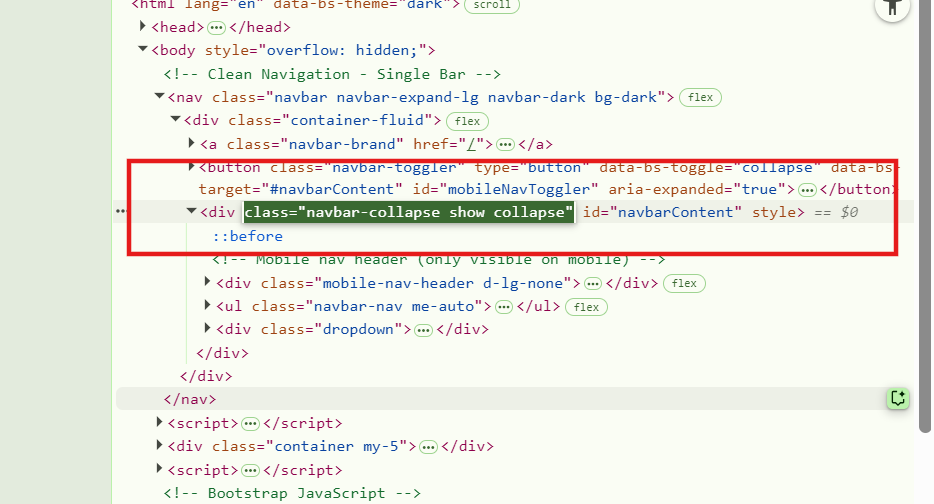 <html lang="en" data-bs-theme="dark"> scroll
<head> ... </head>
<body style="overflow: hidden;">
<!-- Clean Navigation - Single Bar -->
<nav class="navbar navbar-expand-lg navbar-dark bg-dark"> flex
<div class="container-fluid"> flex
<a class="navbar-brand" href="/"> ... </a>
<button class="navbar-toggler" type="button" data-bs-toggle="collapse" data-bs-
target="#navbarContent" id="mobileNavToggler" aria-expanded="true"> ... </button>
... <div class="navbar-collapse show collapse" id="navbarContent" style> == $0
::before
<!-- Mobile nav header (only visible on mobile) -->
<div class="mobile-nav-header d-lg-none"> ... </div> flex
<ul class="navbar-nav me-auto"> ... </ul> flex
<div class="dropdown"> ... </div>
</div>
</div>
</nav>
<script> ... </script>
<div class="container my-5"> ... </div>
<script> ... </script>
<!-- Bootstrap JavaScript -->